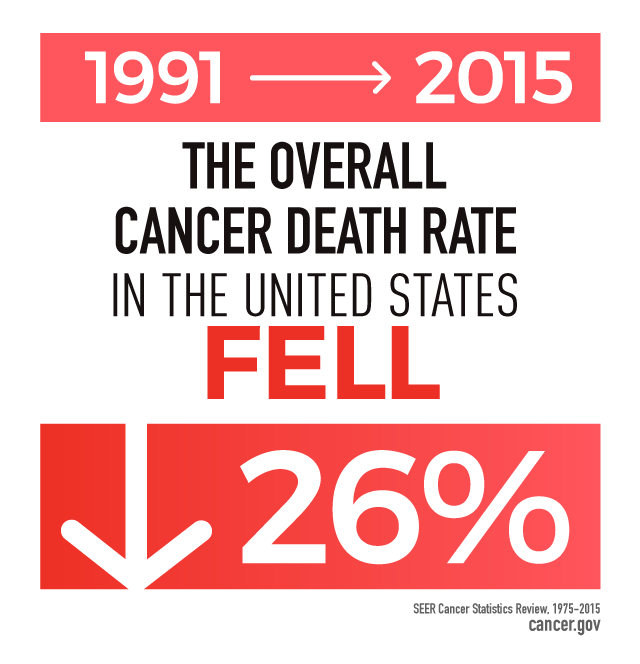 1991 → 2015
THE OVERALL
CANCER DEATH RATE
IN THE UNITED STATES
FELL
26%
SEER Cancer Statistics Review, 1975-2015
cancer.gov